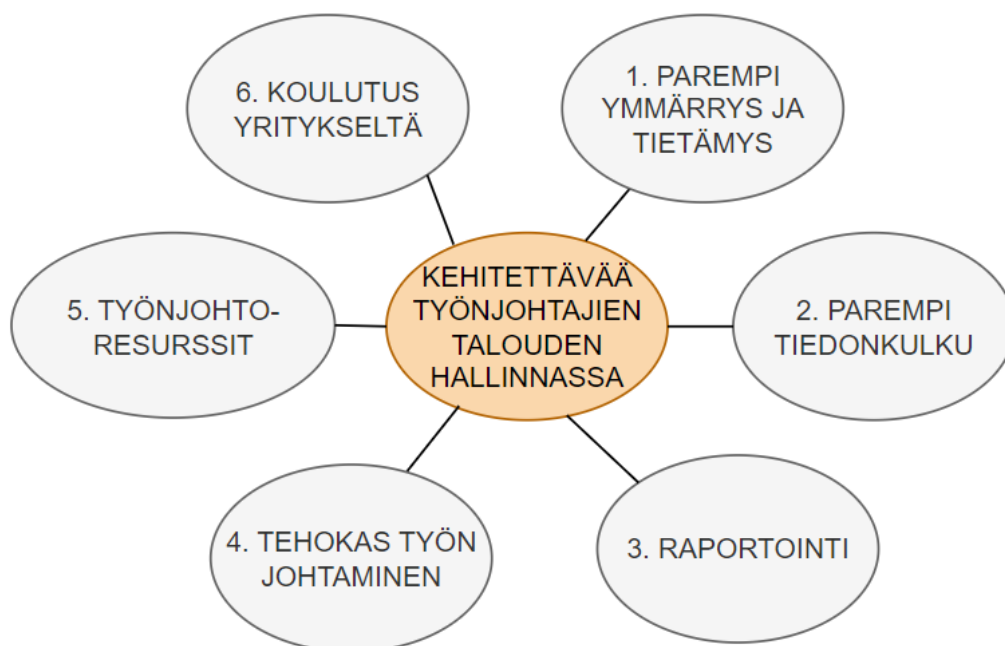 6. KOULUTUS
YRITYKSELTÄ
1. PAREMPI
YMMÄRRYS JA
TIETÄMYS
5. TYÖNJOHTO-
RESURSSIT
KEHITETTÄVÄÄ
TYÖNJOHTAJIEN
TALOUDEN
HALLINNASSA
2. PAREMPI
TIEDONKULKU
4. TEHOKAS TYÖN
JOHTAMINEN
3. RAPORTOINTI